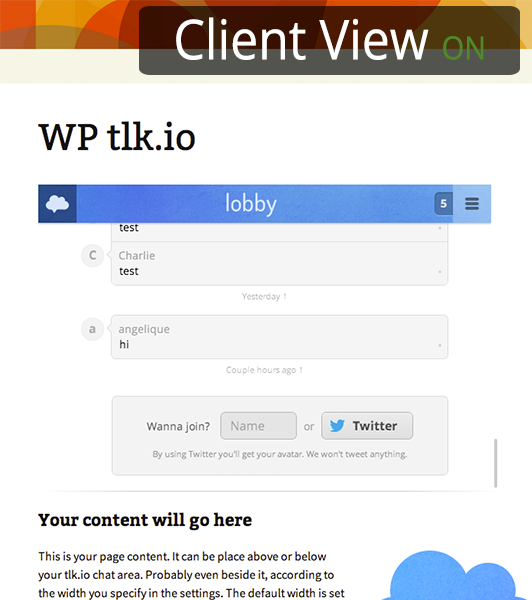 Client View ON
WP tlk.io
lobby
5
test
C
Charlie
test
Yesterday ↑
a
angelique
hi
Couple hours ago ↑
Wanna join? Name or Twitter
By using Twitter you'll get your avatar. We won't tweet anything.
Your content will go here
This is your page content. It can be place above or below
your tlk.io chat area. Probably even beside it, according to
the width you specify in the settings. The default width is set